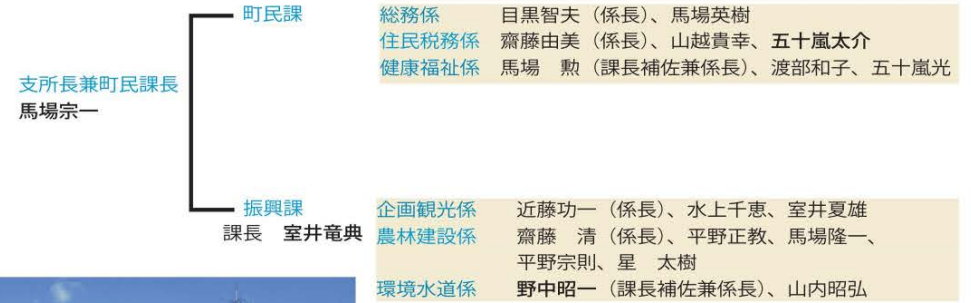 支所長兼町民課長
馬場宗一
町民課
総務係 目黒智夫（係長）、馬場英樹
住民税務係 齋藤由美（係長）、山越貴幸、五十嵐太介
健康福祉係 馬場　勲（課長補佐兼係長）、渡部和子、五十嵐光
振興課
課長　室井竜典
企画観光係 近藤功一（係長）、水上千恵、室井夏雄
農林建設係 齋藤　清（係長）、平野正教、馬場隆一、
平野宗則、星　太樹
環境水道係 野中昭一（課長補佐兼係長）、山内昭弘